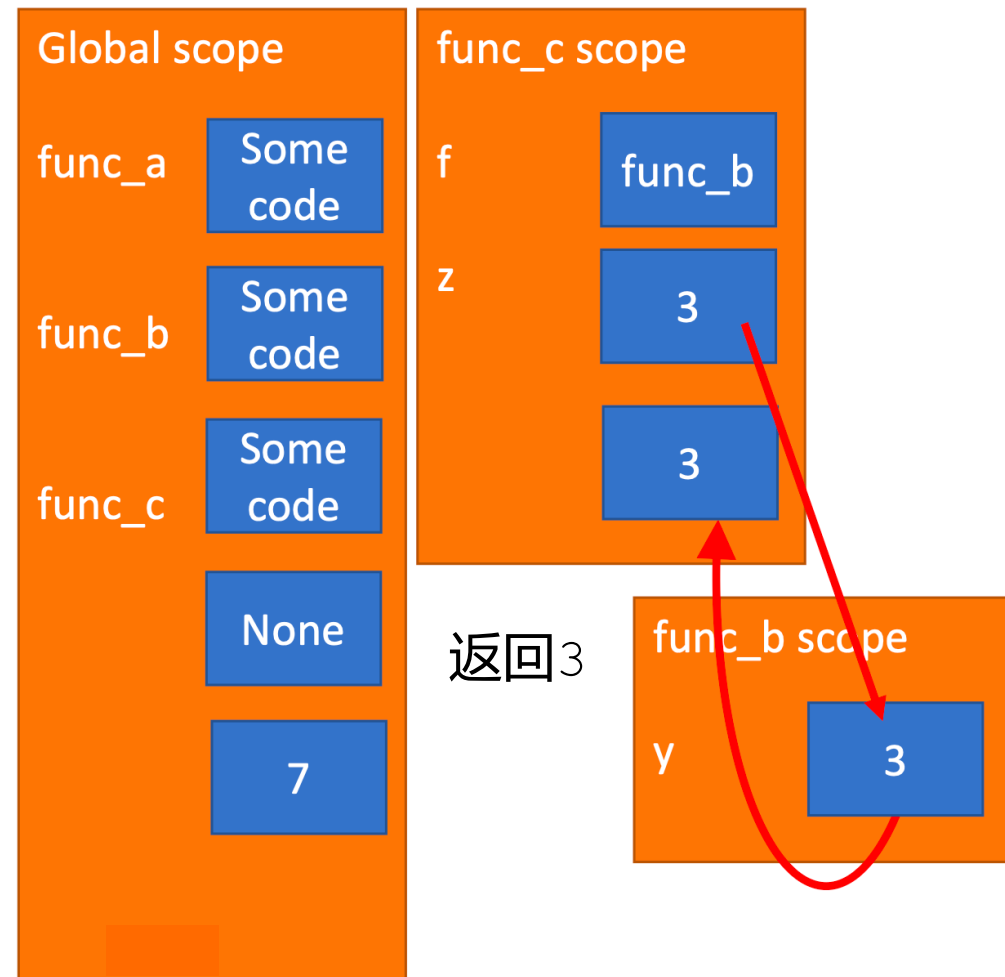 Global scope
func_a
Some
code
func_b
Some
code
func_c
Some
code
None
7
func_c scope
f
func_b
z
3
3
返回3
func_b scope
y
3